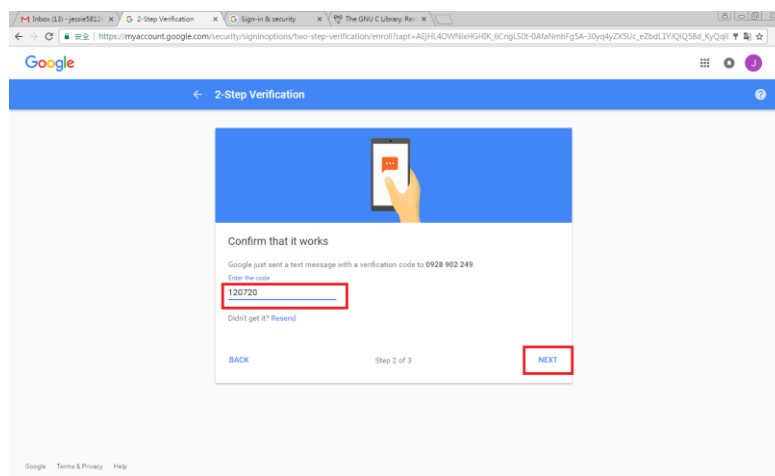 Inbox (13) - jessie5812
2-Step Verification
Sign-in & security
The GNU C Library: Re
安全 | https://myaccount.google.com/security/signinoptions/two-step-verification/enroll?rapt=
Google
J
2-Step Verification
Confirm that it works
Google just sent a text message with a verification code to 0928 902 249.
Enter the code
120720
Didn't get it? Resend
BACK Step 2 of 3 NEXT
Google Terms & Privacy Help